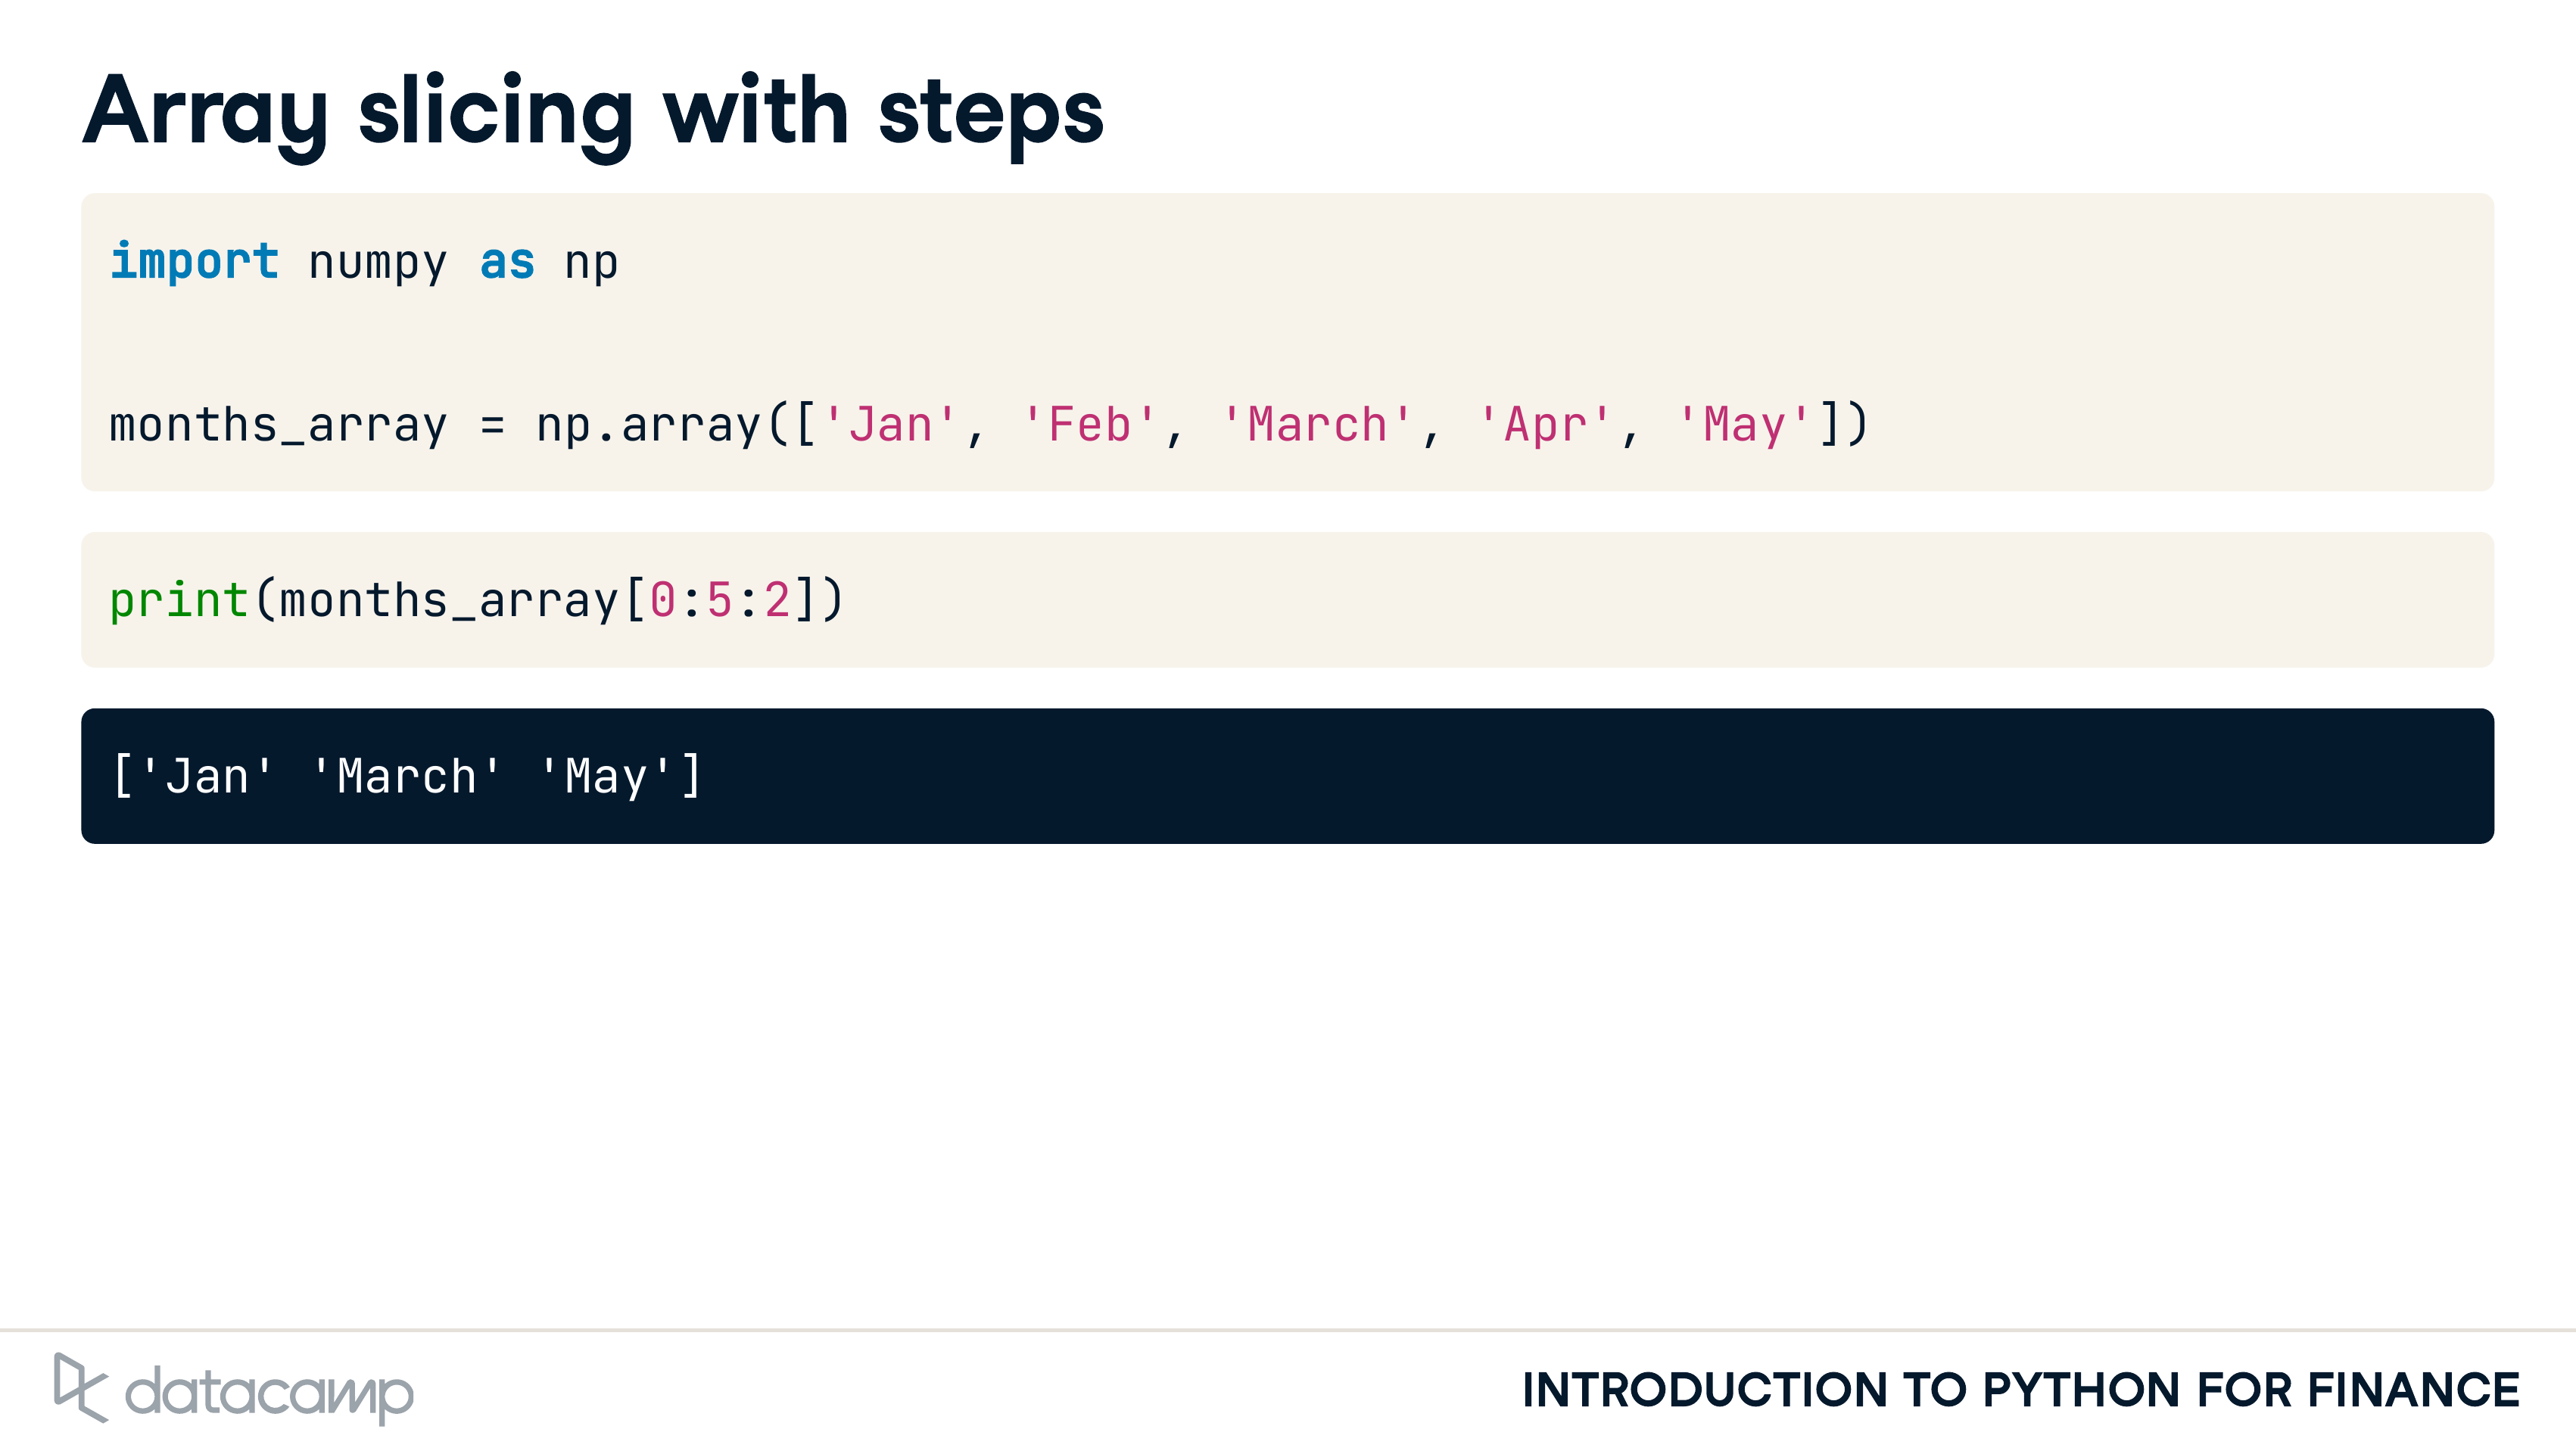 Array slicing with steps
import numpy as np
months_array = np.array(['Jan', 'Feb', 'March', 'Apr', 'May'])
print(months_array[0:5:2])
['Jan' 'March' 'May']
datacamp
INTRODUCTION TO PYTHON FOR FINANCE